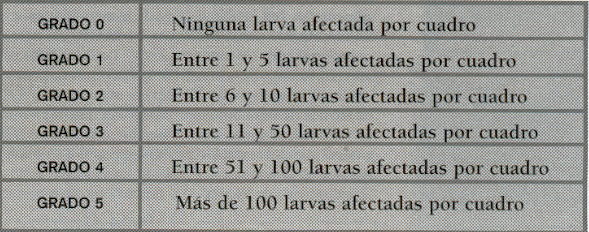 GRADO 0 Ninguna larva afectada por cuadro
GRADO 1 Entre 1 y 5 larvas afectadas por cuadro
GRADO 2 Entre 6 y 10 larvas afectadas por cuadro
GRADO 3 Entre 11 y 50 larvas afectadas por cuadro
GRADO 4 Entre 51 y 100 larvas afectadas por cuadro
GRADO 5 Más de 100 larvas afectadas por cuadro